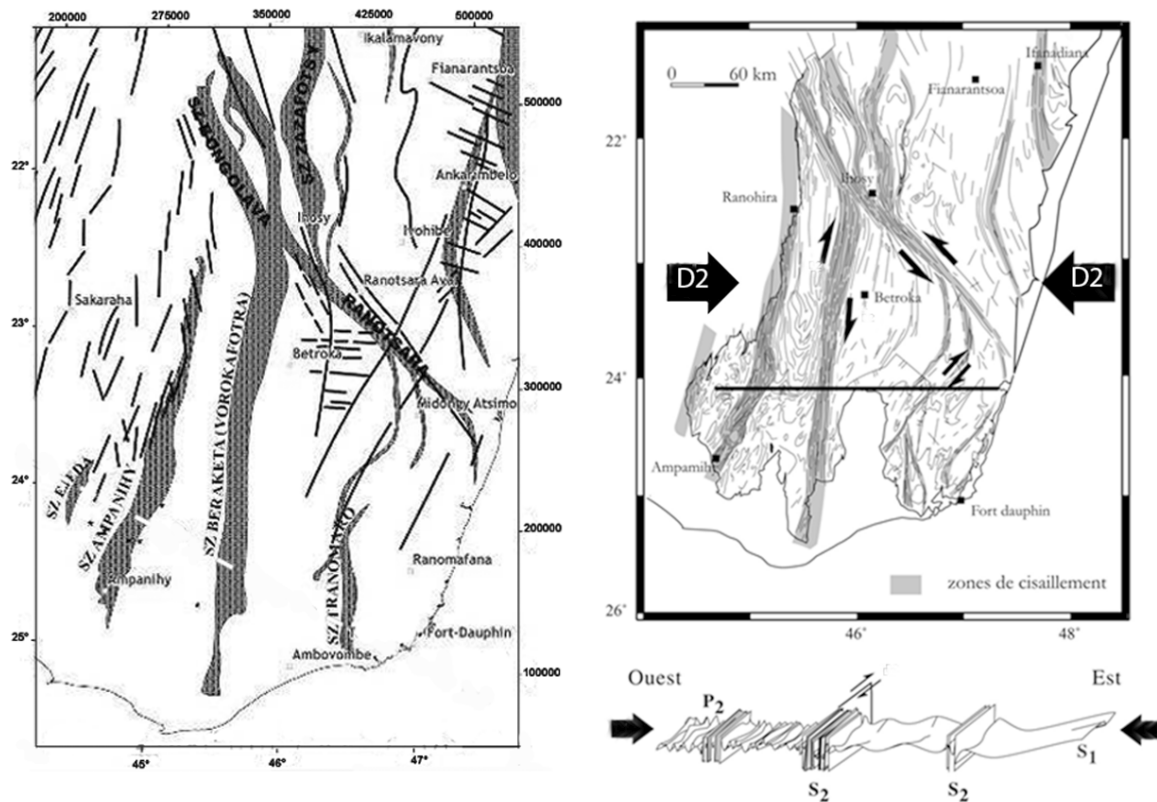 200000 275000 350000 425000 500000
Ikalamavony
Fianarantsoa
SZ ZAZAFOTSY
500000
SZ BONGOLAVA
22°
Ankarimbelo
Ihosy
Ivohibe
400000
Ranotsara Avar
Sakaraha
RANOTSARA
23°
Betroka
300000
SZ BERAKETA (VOROKAFOTRA)
Midongy Atsimo
SZ EJEDA
24°
SZ AMPANIHY
200000
Ampanihy
SZ TRANOMARO
Ranomafana
25°
Fort-Dauphin
Ambovombe
100000
45° 46° 47°
0 60 km
Ifanadiana
Fianarantsoa
22°
Ihosy
Ranohira
D2 D2
Betroka
24°
Ampamihy
Fort dauphin
zones de cisaillement
26°
46° 48°
Ouest Est
P2
S1
S2 S2